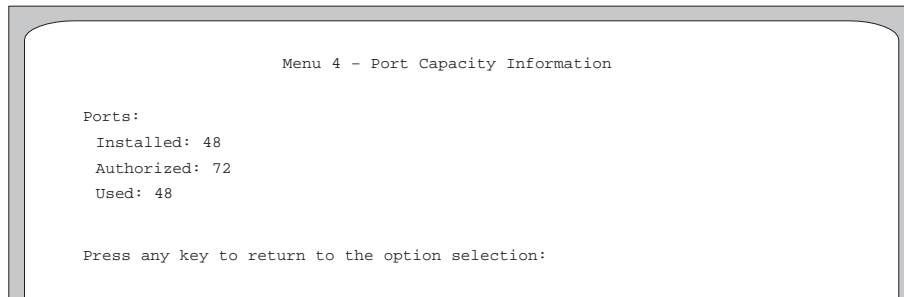 Menu 4 – Port Capacity Information
Ports:
Installed: 48
Authorized: 72
Used: 48
Press any key to return to the option selection: